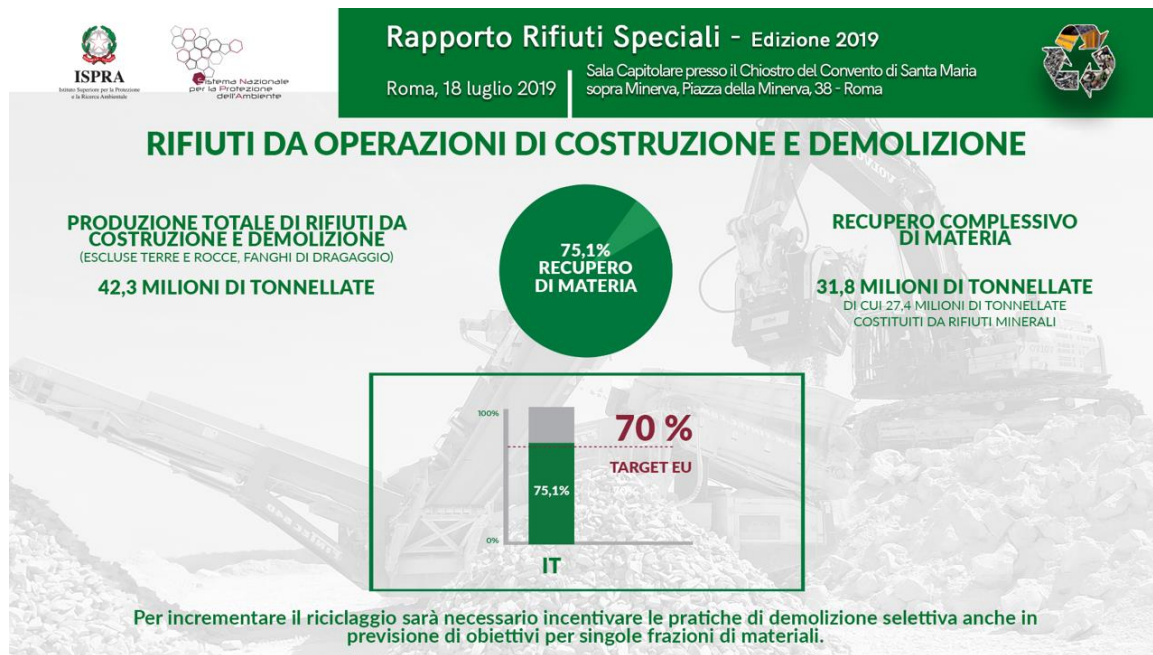 ISPRA
Istituto Superiore per la Protezione
e la Ricerca Ambientale
Sistema Nazionale
per la Protezione
dell'Ambiente
Rapporto Rifiuti Speciali - Edizione 2019
Roma, 18 luglio 2019
Sala Capitolare presso il Chiostro del Convento di Santa Maria
sopra Minerva, Piazza della Minerva, 38 - Roma
RIFIUTI DA OPERAZIONI DI COSTRUZIONE E DEMOLIZIONE
PRODUZIONE TOTALE DI RIFIUTI DA
COSTRUZIONE E DEMOLIZIONE
(ESCLUSE TERRE E ROCCE, FANGHI DI DRAGAGGIO)
42,3 MILIONI DI TONNELLATE
75,1%
RECUPERO
DI MATERIA
RECUPERO COMPLESSIVO
DI MATERIA
31,8 MILIONI DI TONNELLATE
DI CUI 27,4 MILIONI DI TONNELLATE
COSTITUITI DA RIFIUTI MINERALI
VOLVO
100%
70 %
TARGET EU
75,1%
0%
IT
Per incrementare il riciclaggio sarà necessario incentivare le pratiche di demolizione selettiva anche in
previsione di obiettivi per singole frazioni di materiali.